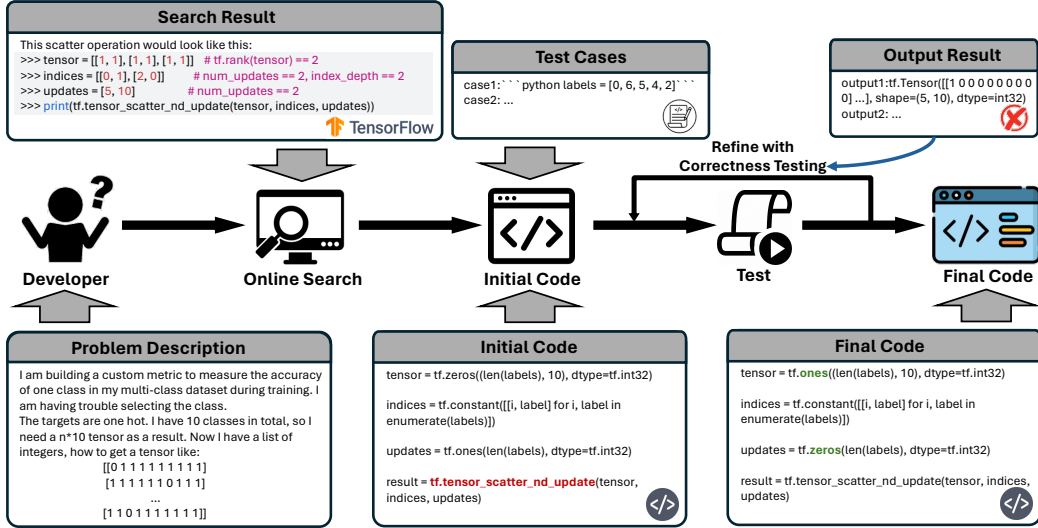 Search Result
This scatter operation would look like this:
>>> tensor = [[1, 1], [1, 1], [1, 1]] # tf.rank(tensor) == 2
>>> indices = [[0, 1], [2, 0]] # num_updates == 2, index_depth == 2
>>> updates = [5, 10] # num_updates == 2
>>> print(tf.tensor_scatter_nd_update(tensor, indices, updates))
TensorFlow
Test Cases
case1:```python labels = [0, 6, 5, 4, 2]```
case2: ...
Output Result
output1:tf.Tensor([[1 0 0 0 0 0 0 0 0
0] ...], shape=(5, 10), dtype=int32)
output2: ...
Refine with
Correctness Testing
?
</>
</>
Developer
Online Search
Initial Code
Test
Final Code
Problem Description
I am building a custom metric to measure the accuracy
of one class in my multi-class dataset during training. I
am having trouble selecting the class.
The targets are one hot. I have 10 classes in total, so I
need a n*10 tensor as a result. Now I have a list of
integers, how to get a tensor like:
[[0 1 1 1 1 1 1 1 1 1]
[1 1 1 1 1 1 0 1 1 1]
...
[1 1 0 1 1 1 1 1 1 1]]
Initial Code
tensor = tf.zeros((len(labels), 10), dtype=tf.int32)
indices = tf.constant([[i, label] for i, label in
enumerate(labels)])
updates = tf.ones(len(labels), dtype=tf.int32)
result = tf.tensor_scatter_nd_update(tensor,
indices, updates)
</>
Final Code
tensor = tf.ones((len(labels), 10), dtype=tf.int32)
indices = tf.constant([[i, label] for i, label in
enumerate(labels)])
updates = tf.zeros(len(labels), dtype=tf.int32)
result = tf.tensor_scatter_nd_update(tensor, indices,
updates)
</>